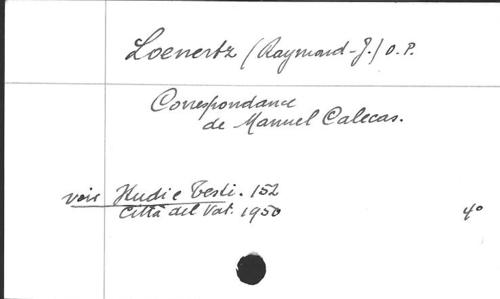 Loenertz (Raymond-J.) O.P.
Correspondance
de Manuel Calecas.
voir Studi e Testi. 152
Città del Vat. 1950
4°